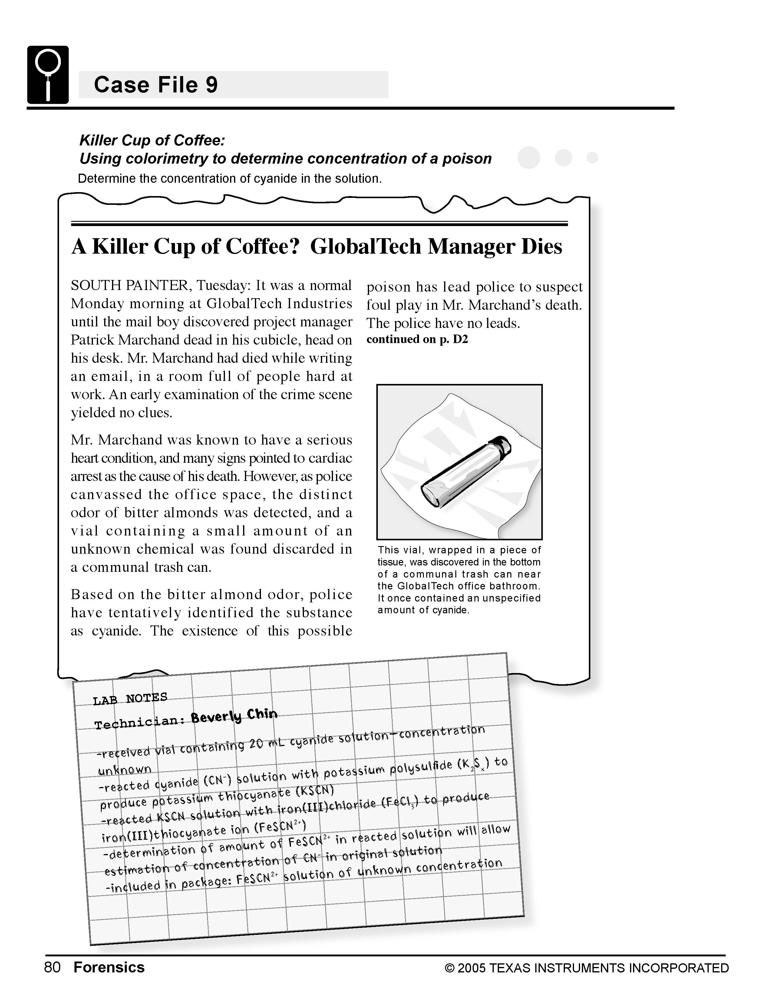 Case File 9
Killer Cup of Coffee:
Using colorimetry to determine concentration of a poison
Determine the concentration of cyanide in the solution.
A Killer Cup of Coffee? GlobalTech Manager Dies
SOUTH PAINTER, Tuesday: It was a normal
Monday morning at GlobalTech Industries
until the mail boy discovered project manager
Patrick Marchand dead in his cubicle, head on
his desk. Mr. Marchand had died while writing
an email, in a room full of people hard at
work. An early examination of the crime scene
yielded no clues.
Mr. Marchand was known to have a serious
heart condition, and many signs pointed to cardiac
arrest as the cause of his death. However, as police
canvassed the office space, the distinct
odor of bitter almonds was detected, and a
vial containing a small amount of an
unknown chemical was found discarded in
a communal trash can.
Based on the bitter almond odor, police
have tentatively identified the substance
as cyanide. The existence of this possible
poison has lead police to suspect
foul play in Mr. Marchand's death.
The police have no leads.
continued on p. D2
This vial, wrapped in a piece of
tissue, was discovered in the bottom
of a communal trash can near
the GlobalTech office bathroom.
It once contained an unspecified
amount of cyanide.
LAB NOTES
Technician: Beverly Chin
-received vial containing 20 mL cyanide solution—concentration
unknown
-reacted cyanide (CN⁻) solution with potassium polysulfide (K₂Sₓ) to
produce potassium thiocyanate (KSCN)
-reacted KSCN solution with iron(III)chloride (FeCl₃) to produce
iron(III)thiocyanate ion (FeSCN²⁺)
-determination of amount of FeSCN²⁺ in reacted solution will allow
estimation of concentration of CN⁻ in original solution
-included in package: FeSCN²⁺ solution of unknown concentration
80 Forensics
© 2005 TEXAS INSTRUMENTS INCORPORATED